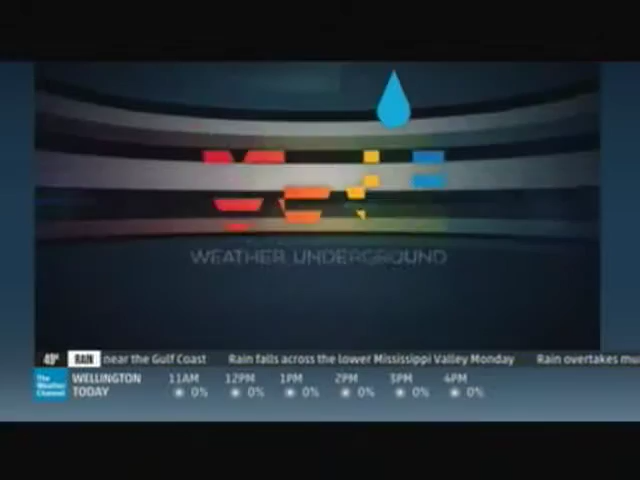 WEATHER UNDERGROUND
49° RAIN near the Gulf Coast Rain falls across the lower Mississippi Valley Monday Rain overtakes mu
The Weather Channel
WELLINGTON TODAY
11AM 12PM 1PM 2PM 3PM 4PM
0% 0% 0% 0% 0% 0%